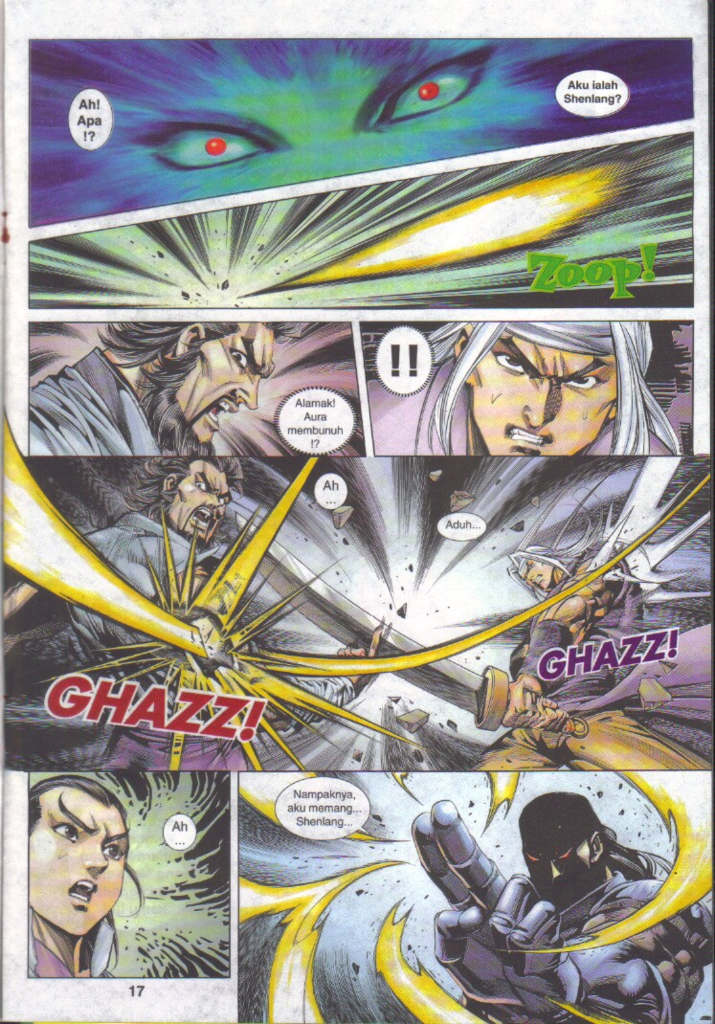 Ah!
Apa
!?
Aku ialah
Shenlang?
Zoop!
Alamak!
Aura
membunuh
!?
!!
Ah
...
Aduh...
GHAZZ!
GHAZZ!
Ah
...
Nampaknya,
aku memang...
Shenlang...
17